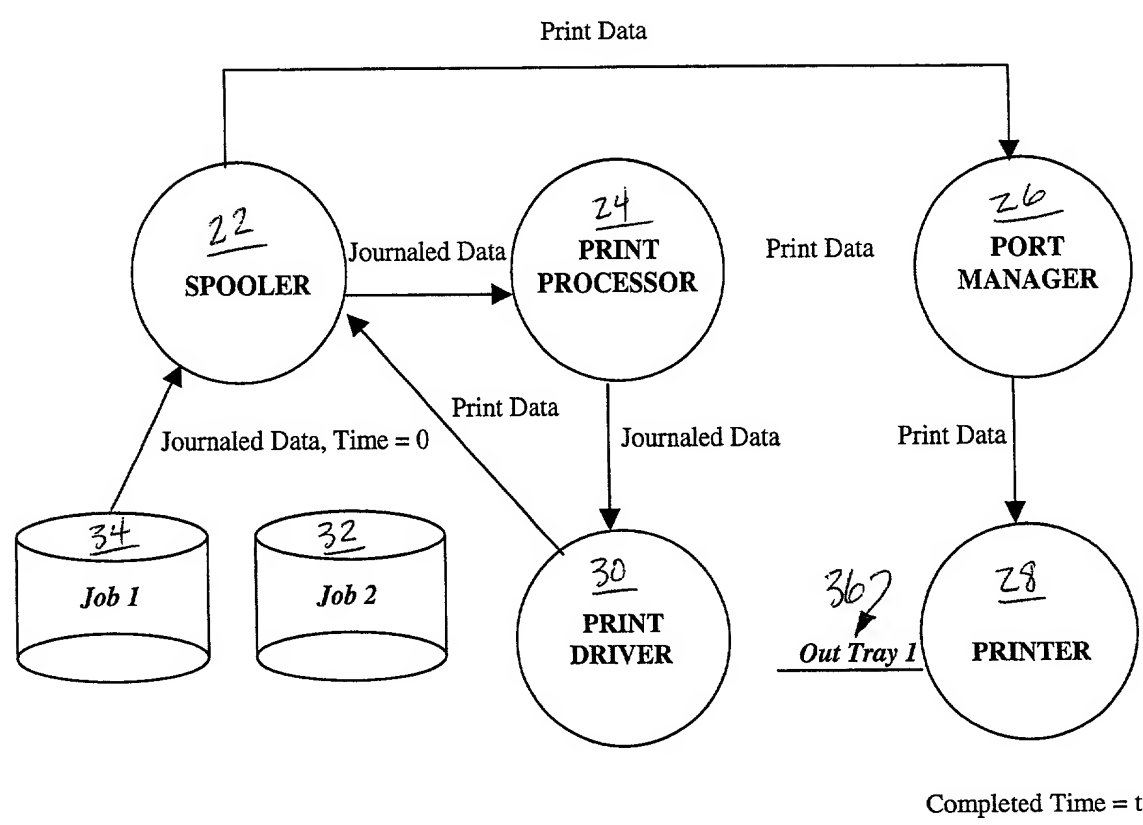 Print Data
22
SPOOLER
Journaled Data
24
PRINT
PROCESSOR
Print Data
26
PORT
MANAGER
Print Data
Journaled Data, Time = 0
Journaled Data
Print Data
34
Job 1
32
Job 2
30
PRINT
DRIVER
36
Out Tray 1
28
PRINTER
Completed Time = t